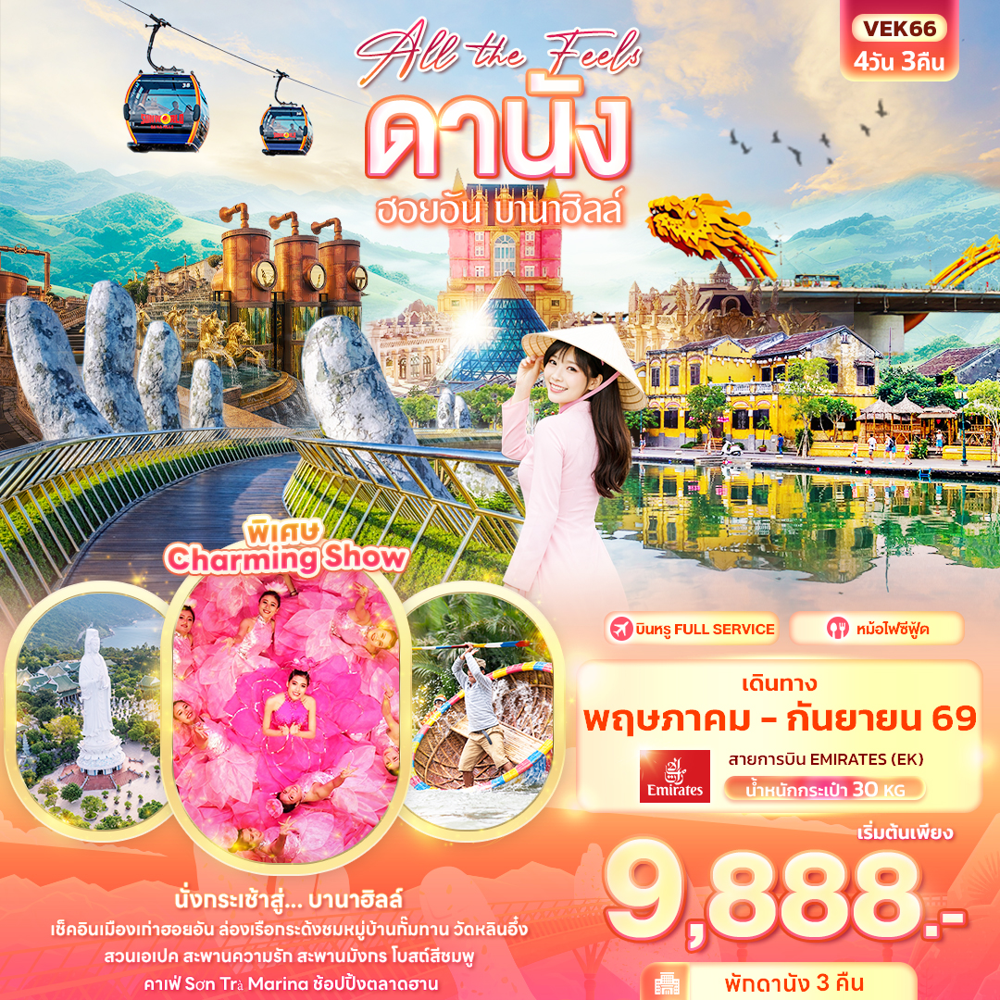 VEK66
4วัน 3คืน
All the Feels
ดานัง
ฮอยอัน บานาฮิลล์
38
พิเศษ
Charming Show
บินหรู FULL SERVICE
หม้อไฟซีฟู้ด
เดินทาง
พฤษภาคม - กันยายน 69
Emirates
สายการบิน EMIRATES (EK)
น้ำหนักกระเป๋า 30 KG
เริ่มต้นเพียง
9,888.-
พักดานัง 3 คืน
นั่งกระเช้าสู่... บานาฮิลล์
เช็คอินเมืองเก่าฮอยอัน ล่องเรือกระด้งชมหมู่บ้านกั๊มทาน วัดหลินอึ๋ง
สวนเอเปค สะพานความรัก สะพานมังกร โบสถ์สีชมพู
คาเฟ่ Sơn Trà Marina ช้อปปิ้งตลาดฮาน